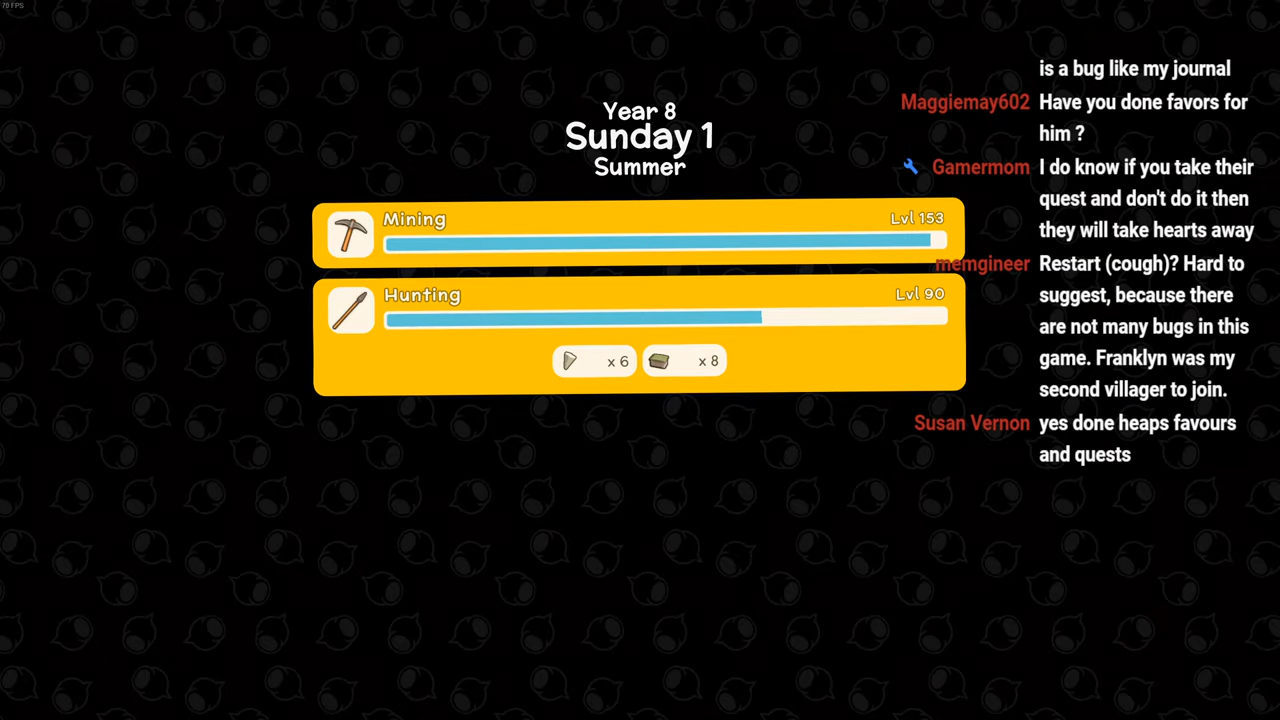 70 FPS
Year 8
Sunday 1
Summer
Mining
Lvl 153
Hunting
Lvl 90
x 6
x 8
is a bug like my journal
Maggiemay602 Have you done favors for
him ?
Gamermom I do know if you take their
quest and don't do it then
they will take hearts away
memgineer Restart (cough)? Hard to
suggest, because there
are not many bugs in this
game. Franklyn was my
second villager to join.
Susan Vernon yes done heaps favours
and quests